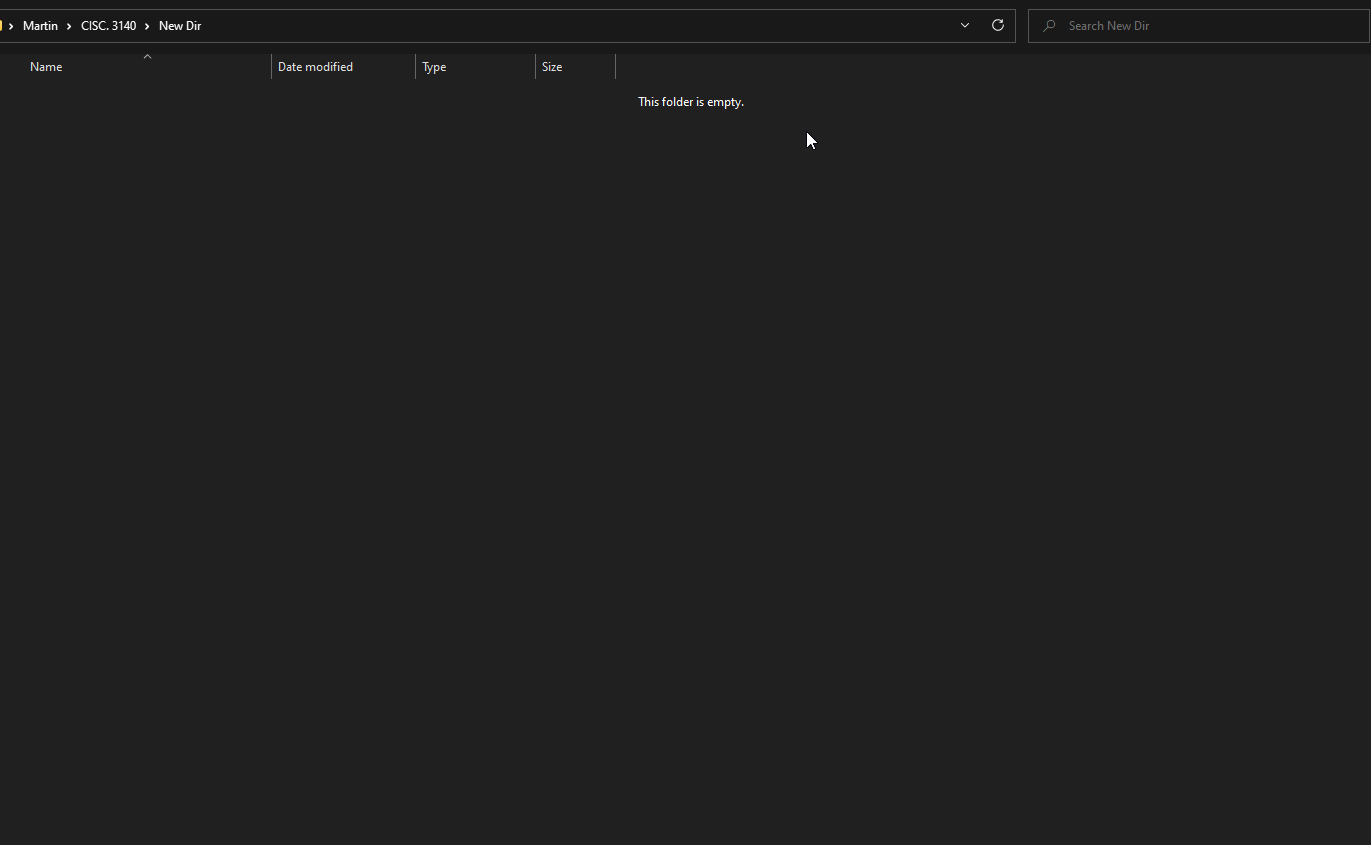 Martin > CISC. 3140 > New Dir
Search New Dir
Name Date modified Type Size
This folder is empty.